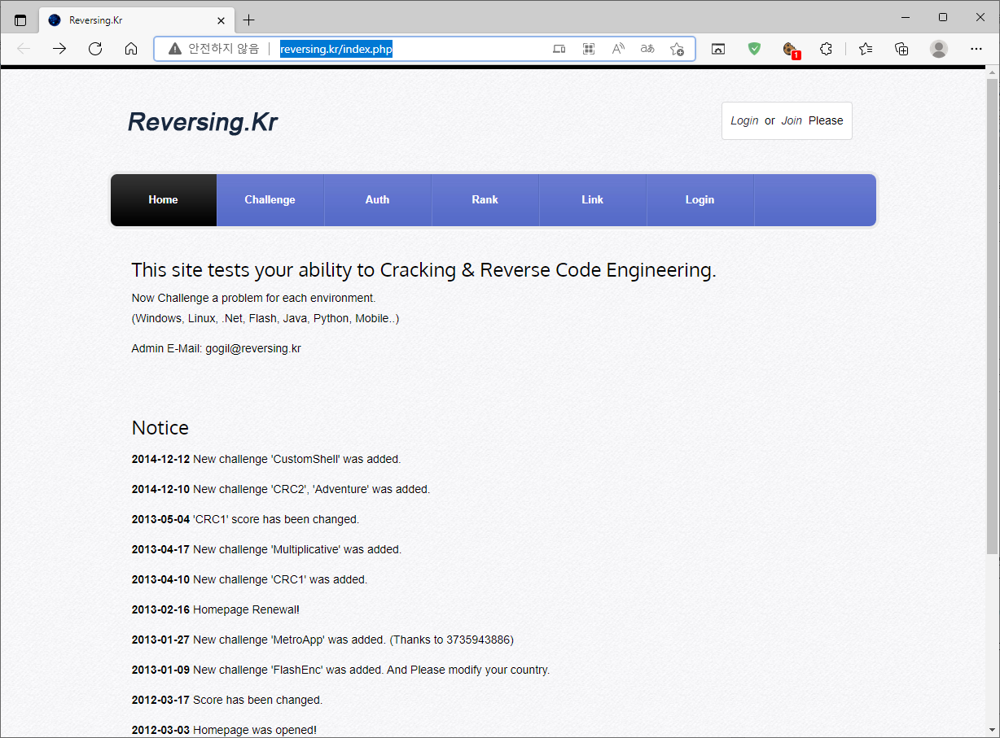 Reversing.Kr
안전하지 않음 reversing.kr/index.php
1
Reversing.Kr
Login or Join Please
Home Challenge Auth Rank Link Login
This site tests your ability to Cracking & Reverse Code Engineering.
Now Challenge a problem for each environment.
(Windows, Linux, .Net, Flash, Java, Python, Mobile..)
Admin E-Mail: gogil@reversing.kr
Notice
2014-12-12 New challenge 'CustomShell' was added.
2014-12-10 New challenge 'CRC2', 'Adventure' was added.
2013-05-04 'CRC1' score has been changed.
2013-04-17 New challenge 'Multiplicative' was added.
2013-04-10 New challenge 'CRC1' was added.
2013-02-16 Homepage Renewal!
2013-01-27 New challenge 'MetroApp' was added. (Thanks to 3735943886)
2013-01-09 New challenge 'FlashEnc' was added. And Please modify your country.
2012-03-17 Score has been changed.
2012-03-03 Homepage was opened!